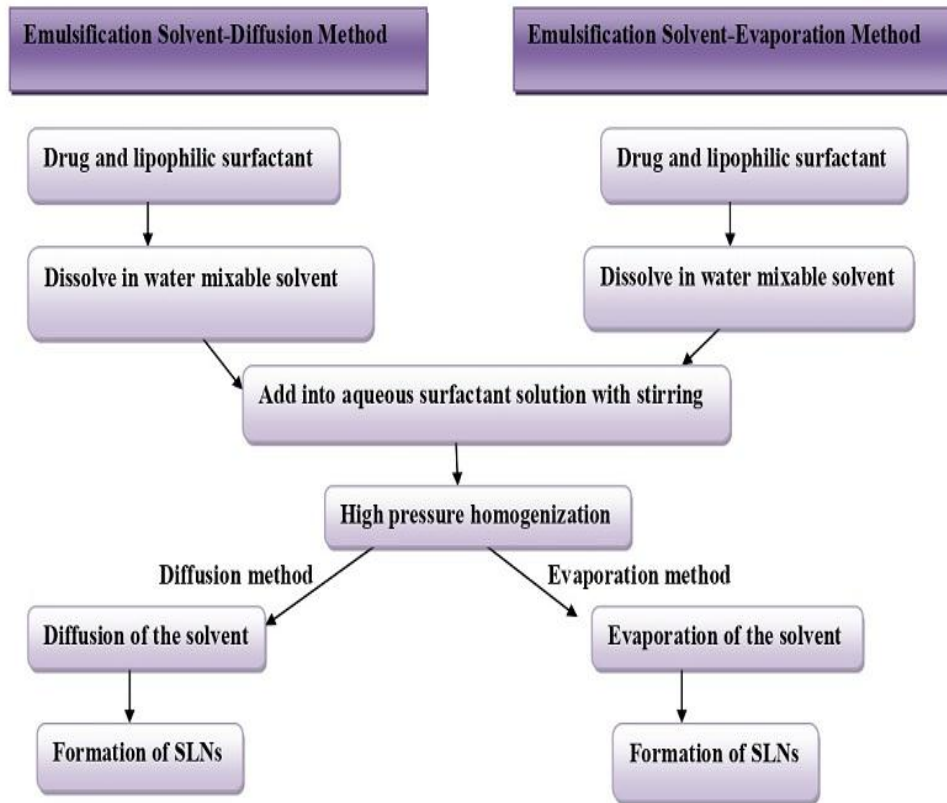 Emulsification Solvent-Diffusion Method
Emulsification Solvent-Evaporation Method
Drug and lipophilic surfactant
Drug and lipophilic surfactant
Dissolve in water mixable solvent
Dissolve in water mixable solvent
Add into aqueous surfactant solution with stirring
High pressure homogenization
Diffusion method
Evaporation method
Diffusion of the solvent
Evaporation of the solvent
Formation of SLNs
Formation of SLNs